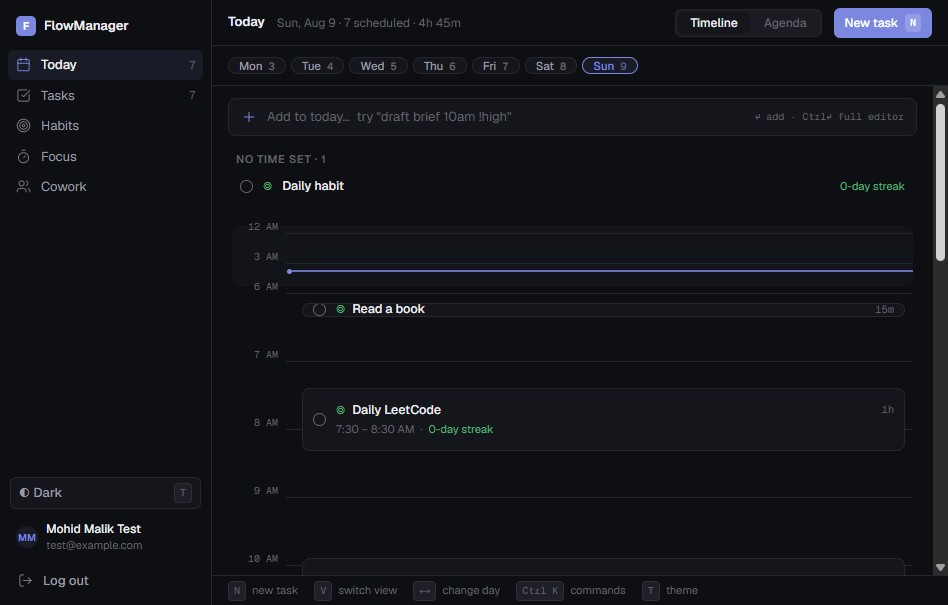 F FlowManager
Today 7
Tasks 7
Habits
Focus
Cowork
Dark T
MM Mohid Malik Test
test@example.com
Log out
Today Sun, Aug 9 · 7 scheduled · 4h 45m
Timeline Agenda New task N
Mon 3 Tue 4 Wed 5 Thu 6 Fri 7 Sat 8 Sun 9
+ Add to today… try "draft brief 10am !high" ↵ add · Ctrl↵ full editor
NO TIME SET · 1
Daily habit 0-day streak
12 AM
3 AM
6 AM
Read a book 15m
7 AM
Daily LeetCode 1h
8 AM 7:30 – 8:30 AM · 0-day streak
9 AM
10 AM
N new task V switch view ↔ change day Ctrl K commands T theme